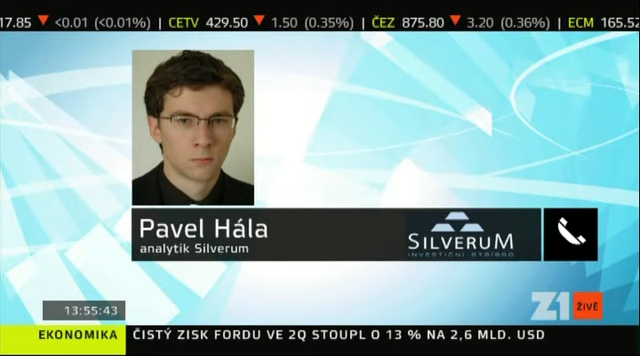 17.85 ▼ <0.01 (<0.01%) | CETV 429.50 ▼ 1.50 (0.35%) | ČEZ 875.80 ▼ 3.20 (0.36%) | ECM 165.52
Pavel Hála
analytik Silverum
SILVERUM
INVESTIČNÍ STŘÍBRO
13:55:43
Z1 ŽIVĚ
EKONOMIKA ČISTÝ ZISK FORDU VE 2Q STOUPL O 13 % NA 2,6 MLD. USD